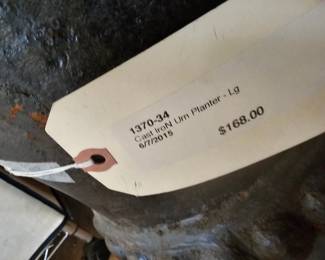 1370-34
Cast IroN Urn Planter - Lg
6/7/2015
$168.00